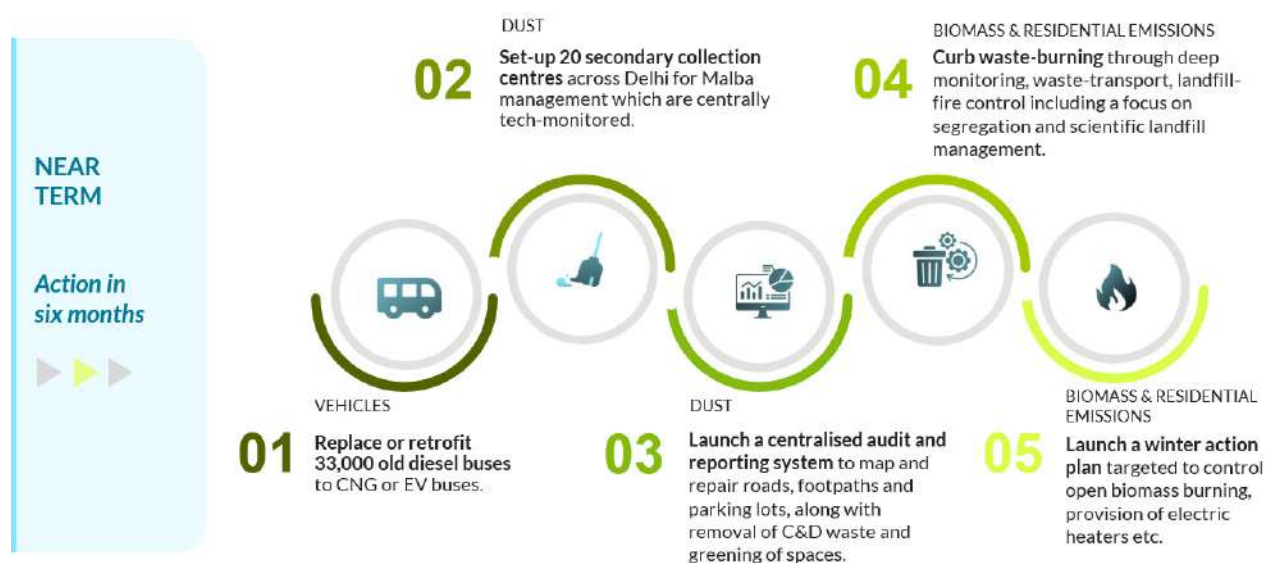 NEAR
TERM
Action in
six months
VEHICLES
01
Replace or retrofit
33,000 old diesel buses
to CNG or EV buses.
DUST
02
Set-up 20 secondary collection
centres across Delhi for Malba
management which are centrally
tech-monitored.
DUST
03
Launch a centralised audit and
reporting system to map and
repair roads, footpaths and
parking lots, along with
removal of C&D waste and
greening of spaces.
BIOMASS & RESIDENTIAL EMISSIONS
04
Curb waste-burning through deep
monitoring, waste-transport, landfill-
fire control including a focus on
segregation and scientific landfill
management.
BIOMASS & RESIDENTIAL
EMISSIONS
05
Launch a winter action
plan targeted to control
open biomass burning,
provision of electric
heaters etc.